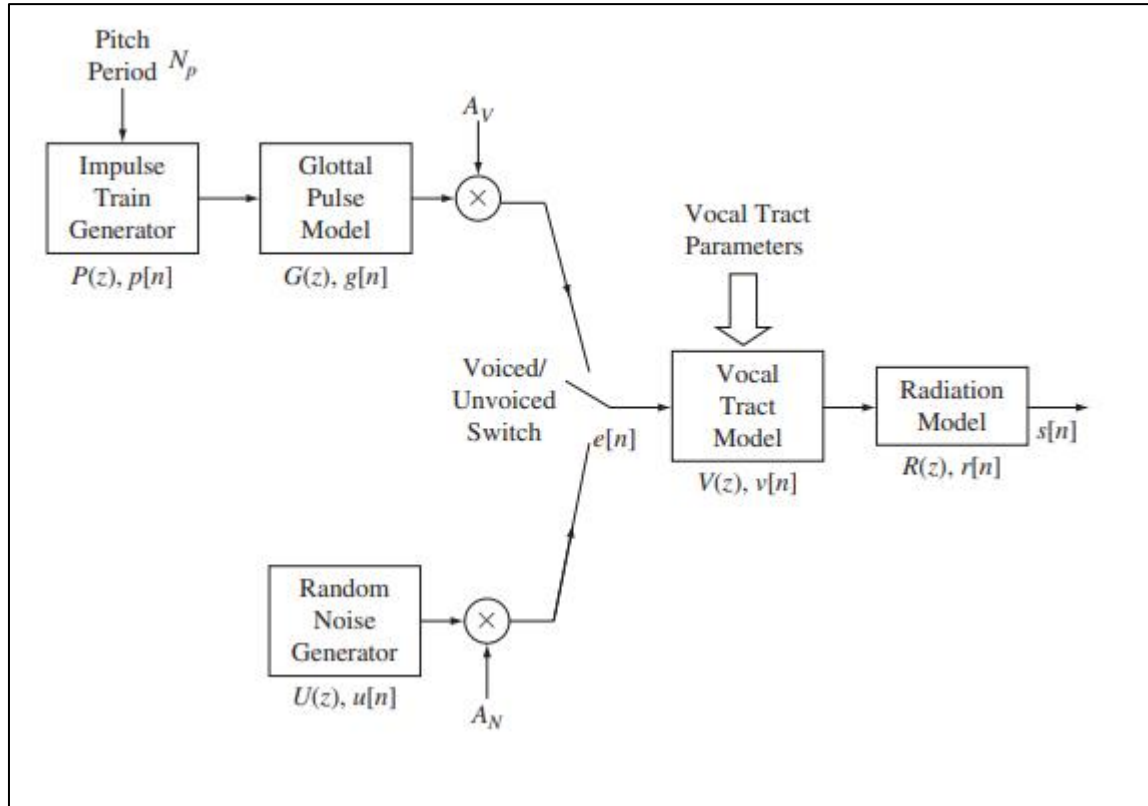 Pitch
Period N_p
A_V
Impulse
Train
Generator
P(z), p[n]
Glottal
Pulse
Model
G(z), g[n]
×
Vocal Tract
Parameters
Voiced/
Unvoiced
Switch
e[n]
Vocal
Tract
Model
V(z), v[n]
Radiation
Model
R(z), r[n]
s[n]
Random
Noise
Generator
U(z), u[n]
×
A_N